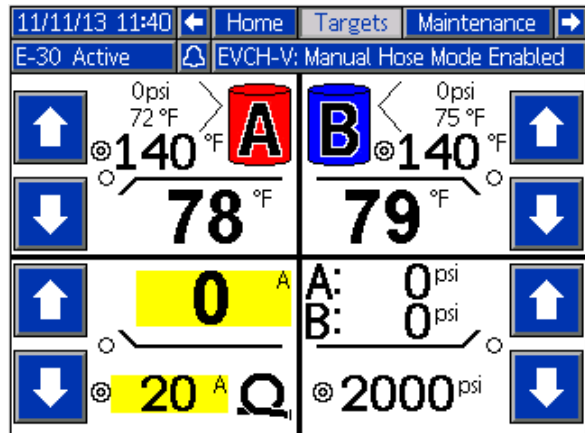 11/11/13 11:40 Home Targets Maintenance
E-30 Active EVCH-V: Manual Hose Mode Enabled
0psi 0psi
72 °F A B 75 °F
140 °F 140 °F
78 °F 79 °F
0 A A: 0 psi
B: 0 psi
20 A 2000 psi